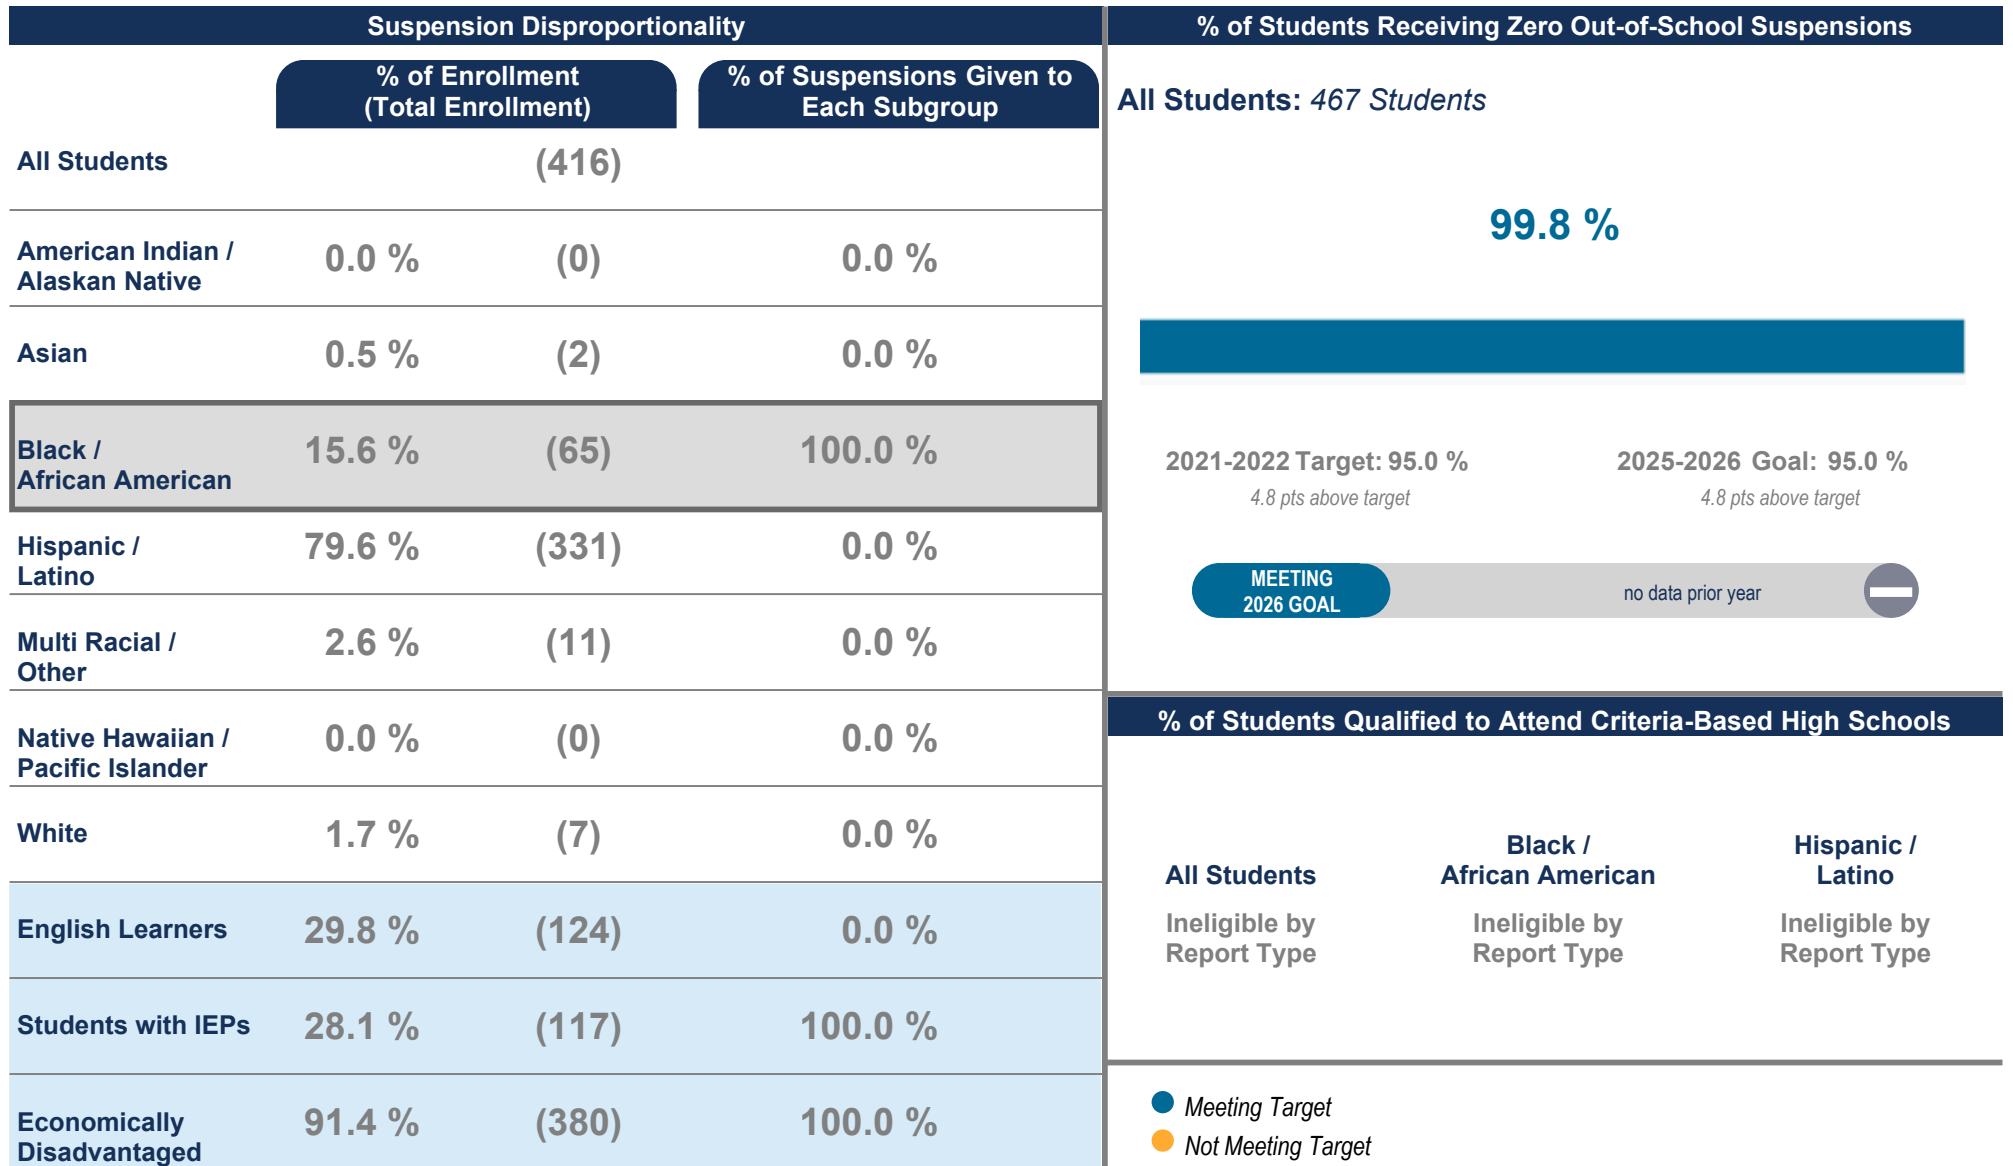 Suspension Disproportionality
% of Enrollment
(Total Enrollment)
% of Suspensions Given to
Each Subgroup
All Students
(416)
American Indian /
Alaskan Native
0.0 % (0) 0.0 %
Asian 0.5 % (2) 0.0 %
Black /
African American
15.6 % (65) 100.0 %
Hispanic /
Latino
79.6 % (331) 0.0 %
Multi Racial /
Other
2.6 % (11) 0.0 %
Native Hawaiian /
Pacific Islander
0.0 % (0) 0.0 %
White 1.7 % (7) 0.0 %
English Learners 29.8 % (124) 0.0 %
Students with IEPs 28.1 % (117) 100.0 %
Economically
Disadvantaged
91.4 % (380) 100.0 %
% of Students Receiving Zero Out-of-School Suspensions
All Students: 467 Students
99.8 %
2021-2022 Target: 95.0 %
4.8 pts above target
2025-2026 Goal: 95.0 %
4.8 pts above target
MEETING
2026 GOAL
no data prior year
% of Students Qualified to Attend Criteria-Based High Schools
All Students
Ineligible by
Report Type
Black /
African American
Ineligible by
Report Type
Hispanic /
Latino
Ineligible by
Report Type
Meeting Target
Not Meeting Target